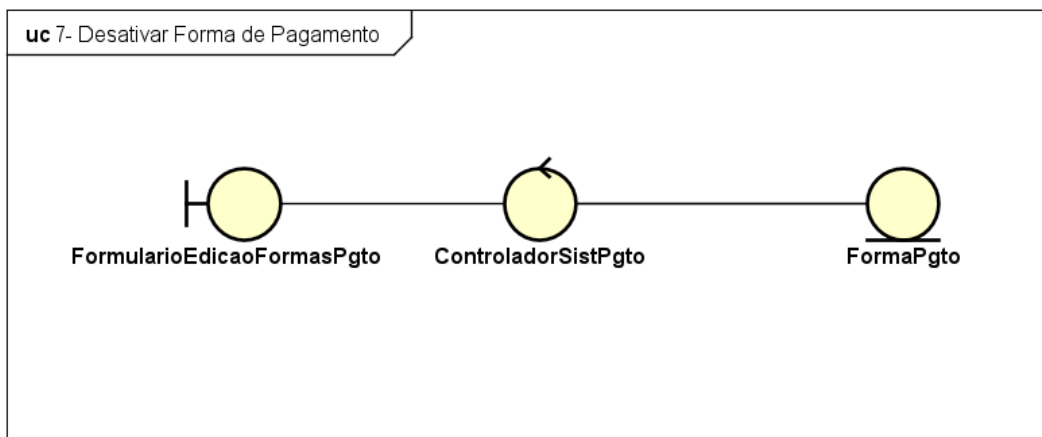 uc 7- Desativar Forma de Pagamento
FormularioEdicaoFormasPgto
ControladorSistPgto
FormaPgto